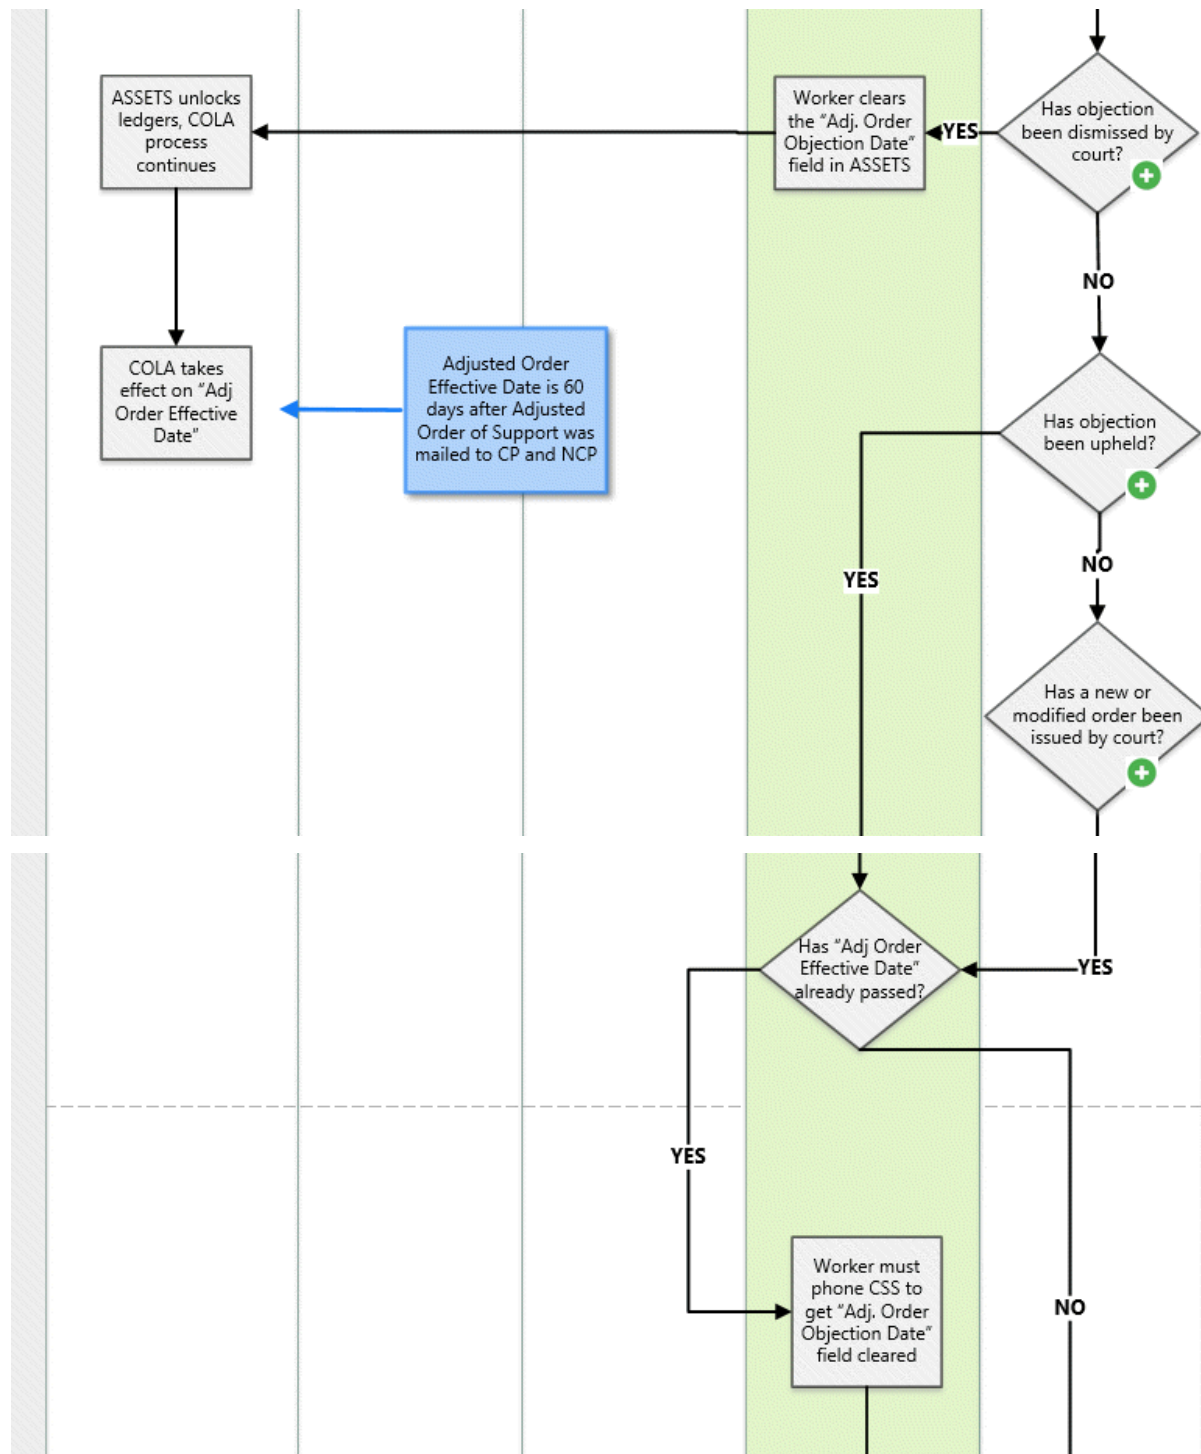 ASSETS unlocks
ledgers, COLA
process
continues
Worker clears
the “Adj. Order
Objection Date”
field in ASSETS
YES
Has objection
been dismissed by
court?
NO
COLA takes
effect on “Adj
Order Effective
Date”
Adjusted Order
Effective Date is 60
days after Adjusted
Order of Support was
mailed to CP and NCP
Has objection
been upheld?
YES
NO
Has a new or
modified order been
issued by court?
Has “Adj Order
Effective Date”
already passed?
YES
YES
Worker must
phone CSS to
get “Adj. Order
Objection Date”
field cleared
NO